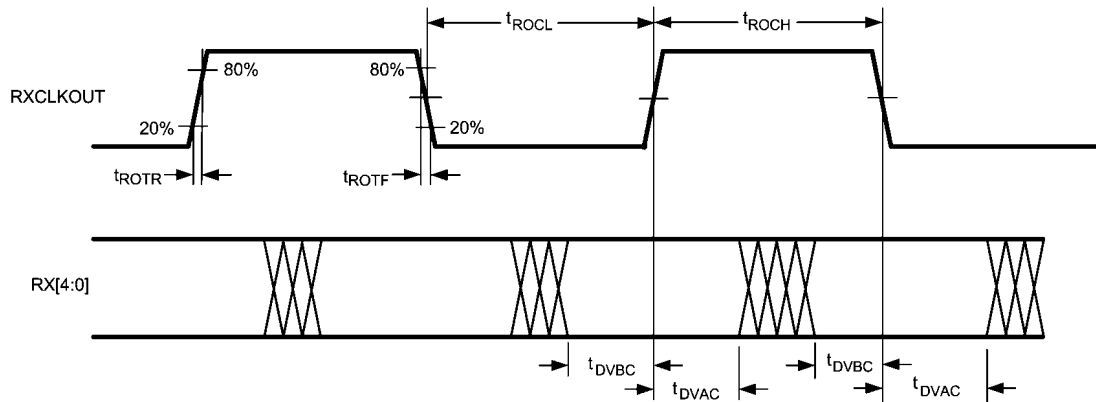 tROCL
tROCH
80%
80%
RXCLKOUT
20%
20%
tROTR
tROTF
RX[4:0]
tDVBC
tDVBC
tDVAC
tDVAC